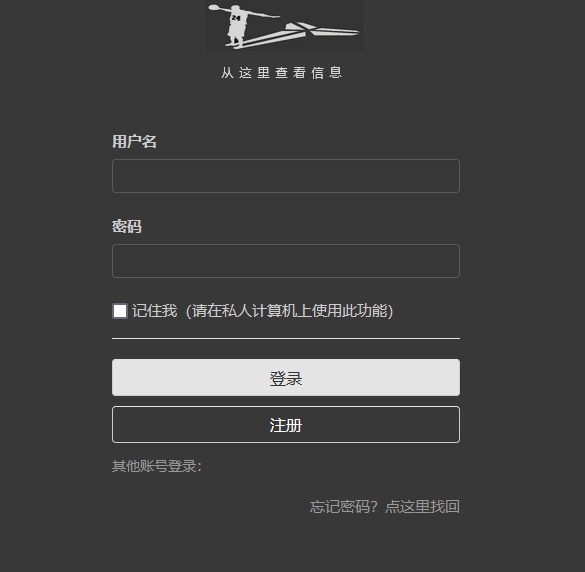 24
从这里查看信息
用户名
密码
记住我（请在私人计算机上使用此功能）
登录
注册
其他账号登录：
忘记密码？点这里找回